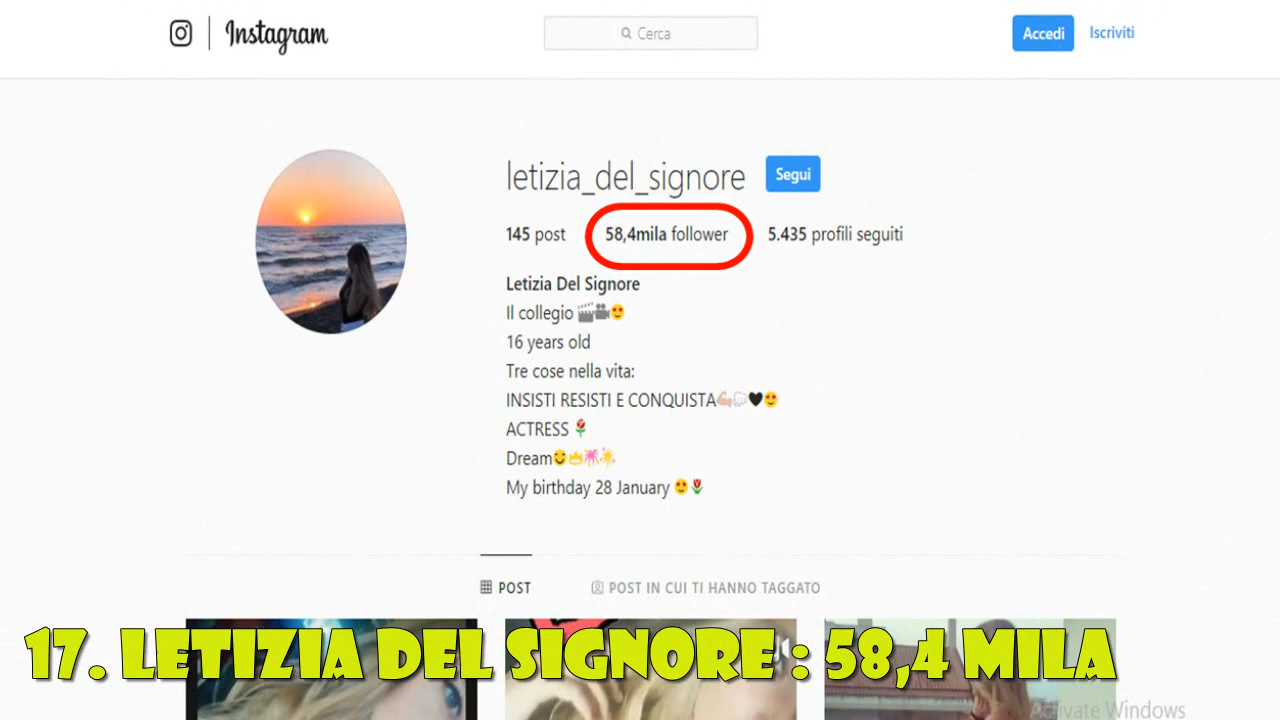 Instagram
Cerca
Accedi
Iscriviti
letizia_del_signore
Segui
145 post
58,4mila follower
5.435 profili seguiti
Letizia Del Signore
Il collegio 🎬🎥😍
16 years old
Tre cose nella vita:
INSISTI RESISTI E CONQUISTA💪🏼💭🖤😍
ACTRESS 🌹
Dream😉👑🌴🌟
My birthday 28 January 😍🌷
POST
POST IN CUI TI HANNO TAGGATO
17. LETIZIA DEL SIGNORE : 58,4 MILA
Activate Windows